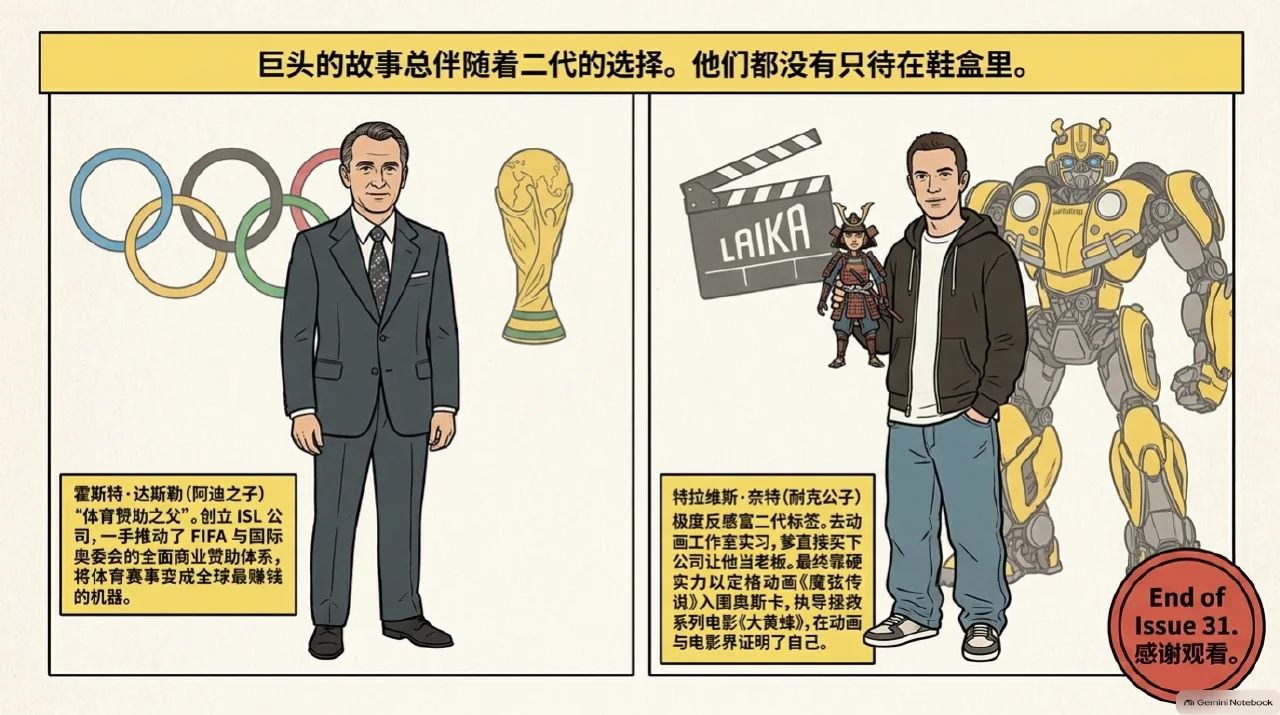 巨头的故事总伴随着二代的选择。他们都没有只待在鞋盒里。
霍斯特·达斯勒（阿迪之子）
“体育赞助之父”。创立 ISL 公
司，一手推动了 FIFA 与国际
奥委会的全面商业赞助体系，
将体育赛事变成全球最赚钱
的机器。
LAIKA
特拉维斯·奈特（耐克公子）
极度反感富二代标签。去动
画工作室实习，爹直接买下
公司让他当老板。最终靠硬
实力以定格动画《魔弦传
说》入围奥斯卡，执导拯救
系列电影《大黄蜂》，在动画
与电影界证明了自己。
End of
Issue 31.
感谢观看。
Gemini Notebook